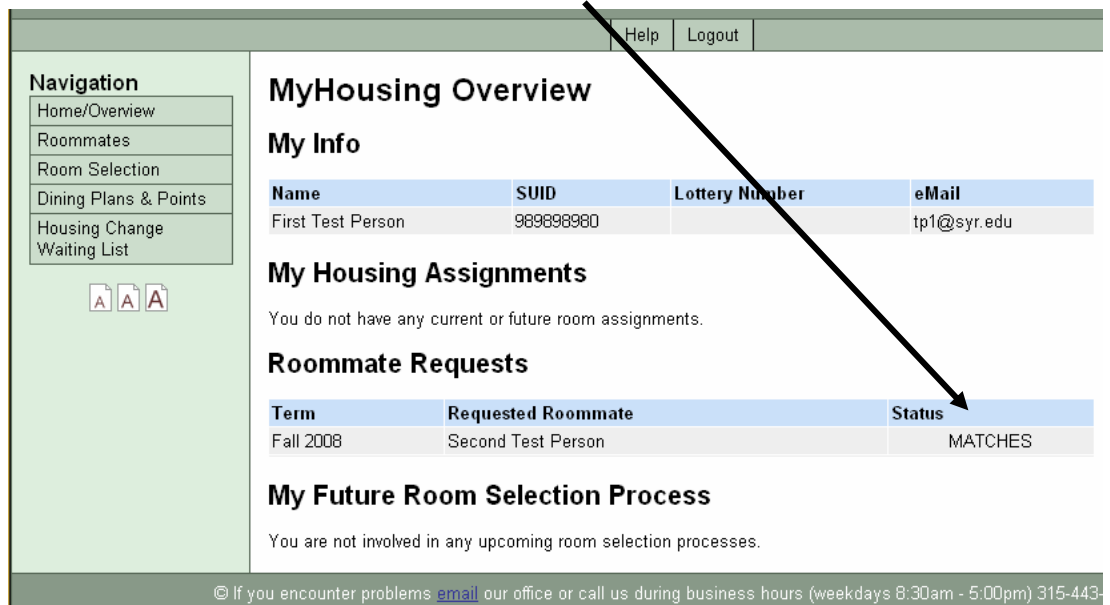 Help Logout
Navigation
Home/Overview
Roommates
Room Selection
Dining Plans & Points
Housing Change
Waiting List
A A A
MyHousing Overview
My Info
Name SUID Lottery Number eMail
First Test Person 989898980 tp1@syr.edu
My Housing Assignments
You do not have any current or future room assignments.
Roommate Requests
Term Requested Roommate Status
Fall 2008 Second Test Person MATCHES
My Future Room Selection Process
You are not involved in any upcoming room selection processes.
© If you encounter problems email our office or call us during business hours (weekdays 8:30am - 5:00pm) 315-443-